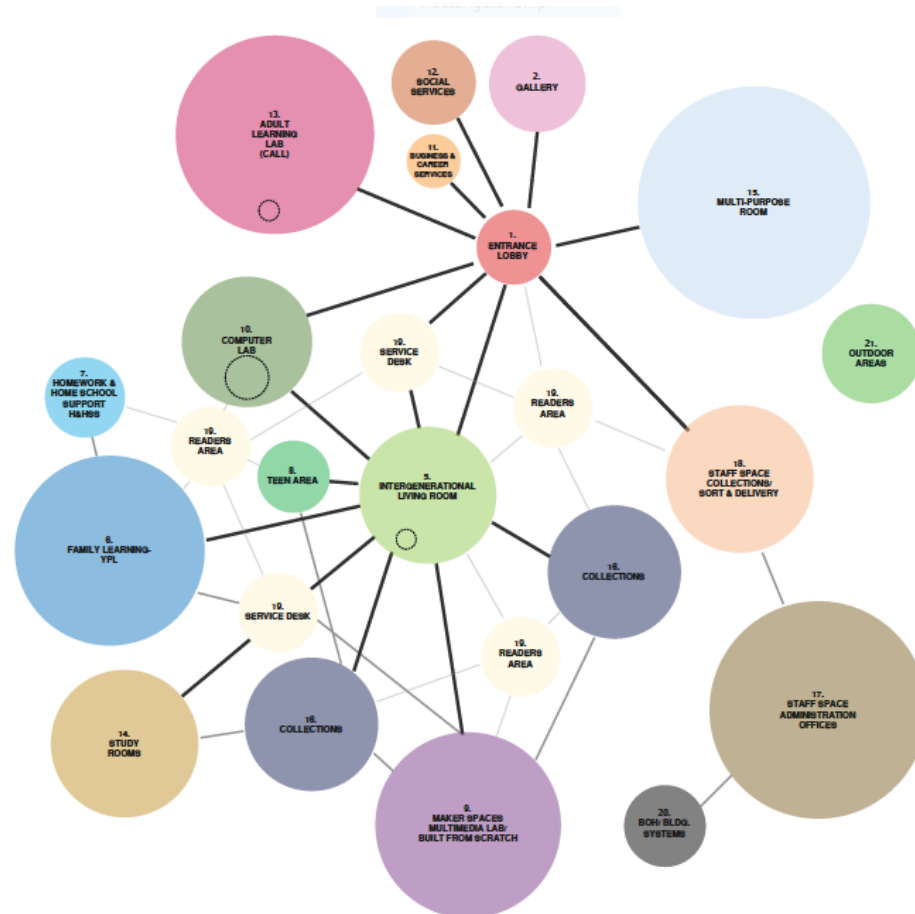 12.
SOCIAL
SERVICES
2.
GALLERY
13.
ADULT
LEARNING
LAB
(CALL)
11.
BUSINESS &
CAREER
SERVICES
15.
MULTI-PURPOSE
ROOM
1.
ENTRANCE
LOBBY
10.
COMPUTER
LAB
19.
SERVICE
DESK
21.
OUTDOOR
AREAS
7.
HOMEWORK &
HOME SCHOOL
SUPPORT
H&HSS
19.
READERS
AREA
19.
READERS
AREA
8.
TEEN AREA
5.
INTERGENERATIONAL
LIVING ROOM
18.
STAFF SPACE
COLLECTIONS/
SORT & DELIVERY
6.
FAMILY LEARNING-
YPL
16.
COLLECTIONS
19.
SERVICE DESK
19.
READERS
AREA
14.
STUDY
ROOMS
16.
COLLECTIONS
17.
STAFF SPACE
ADMINISTRATION
OFFICES
9.
MAKER SPACES
MULTIMEDIA LAB/
BUILT FROM SCRATCH
20.
BOH/ BLDG.
SYSTEMS